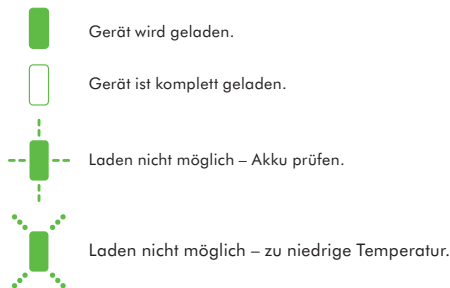 Gerät wird geladen.
Gerät ist komplett geladen.
Laden nicht möglich – Akku prüfen.
Laden nicht möglich – zu niedrige Temperatur.